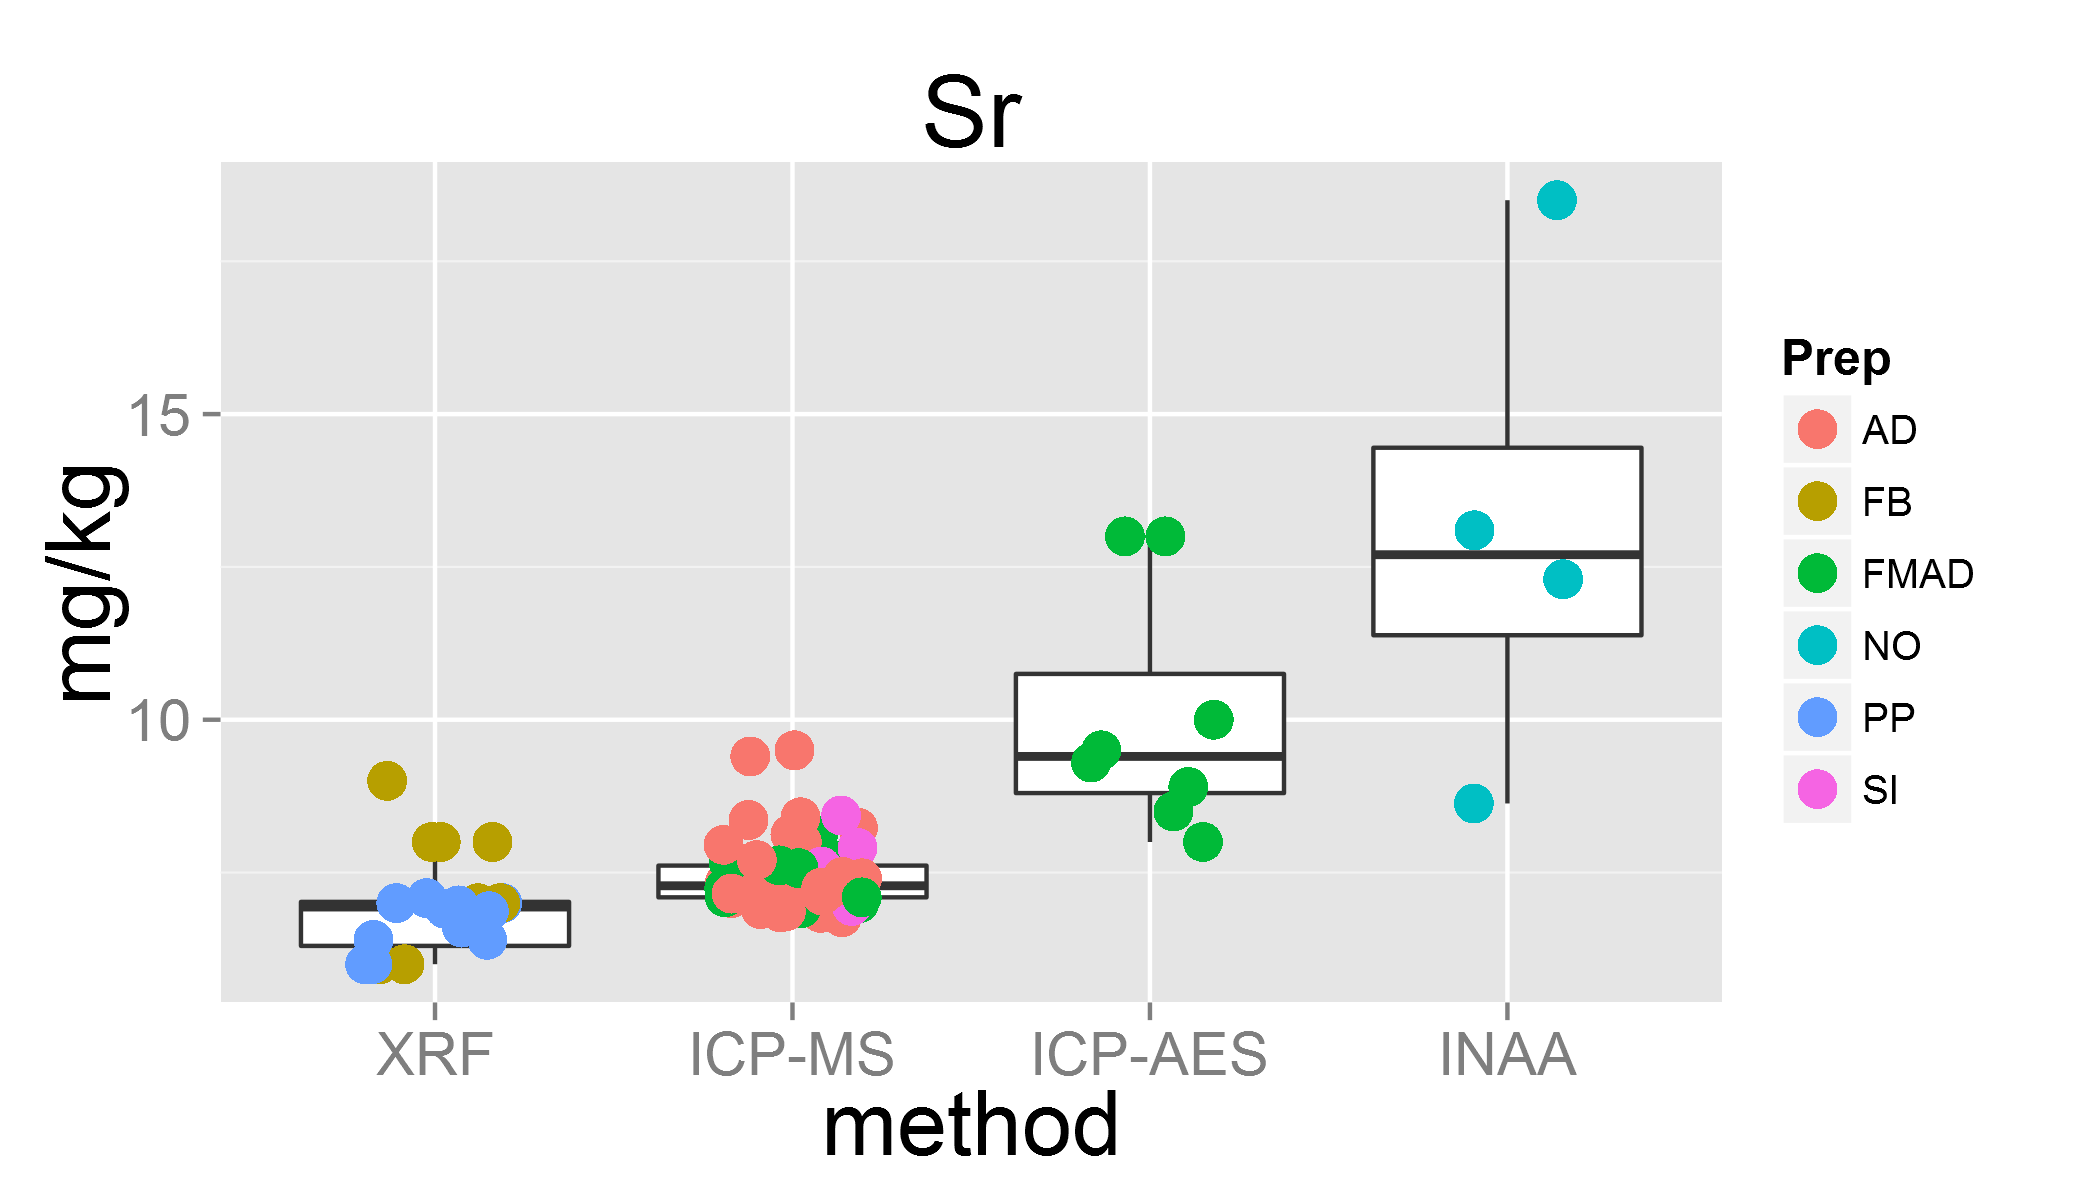 Sr
mg/kg
15
10
XRF
ICP-MS
ICP-AES
INAA
method
Prep
AD
FB
FMAD
NO
PP
SI